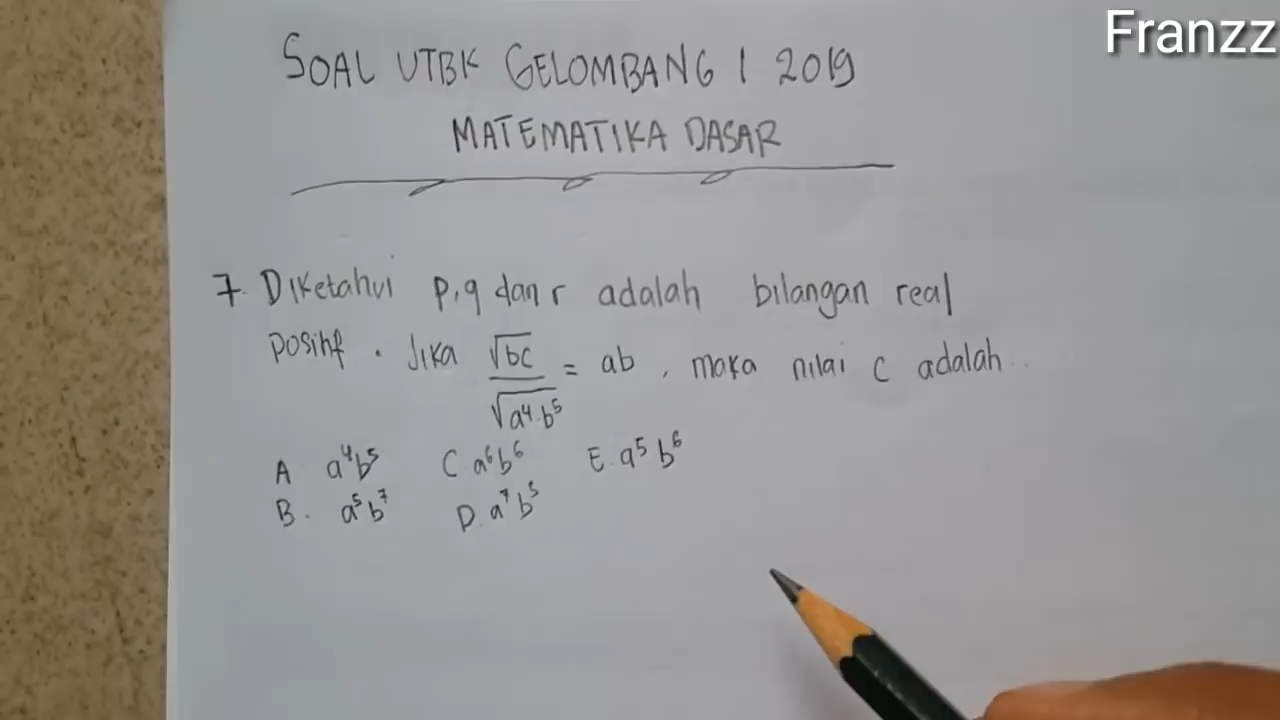 Franzz
SOAL UTBK GELOMBANG 1 2019
MATEMATIKA DASAR
7. Diketahui p,q dan r adalah bilangan real
positif. Jika √bc / √a⁴.b⁵ = ab, maka nilai c adalah...
A a⁴b⁵ C a⁶b⁶ E. a⁵b⁶
B. a⁵b⁷ D. a⁷b⁵